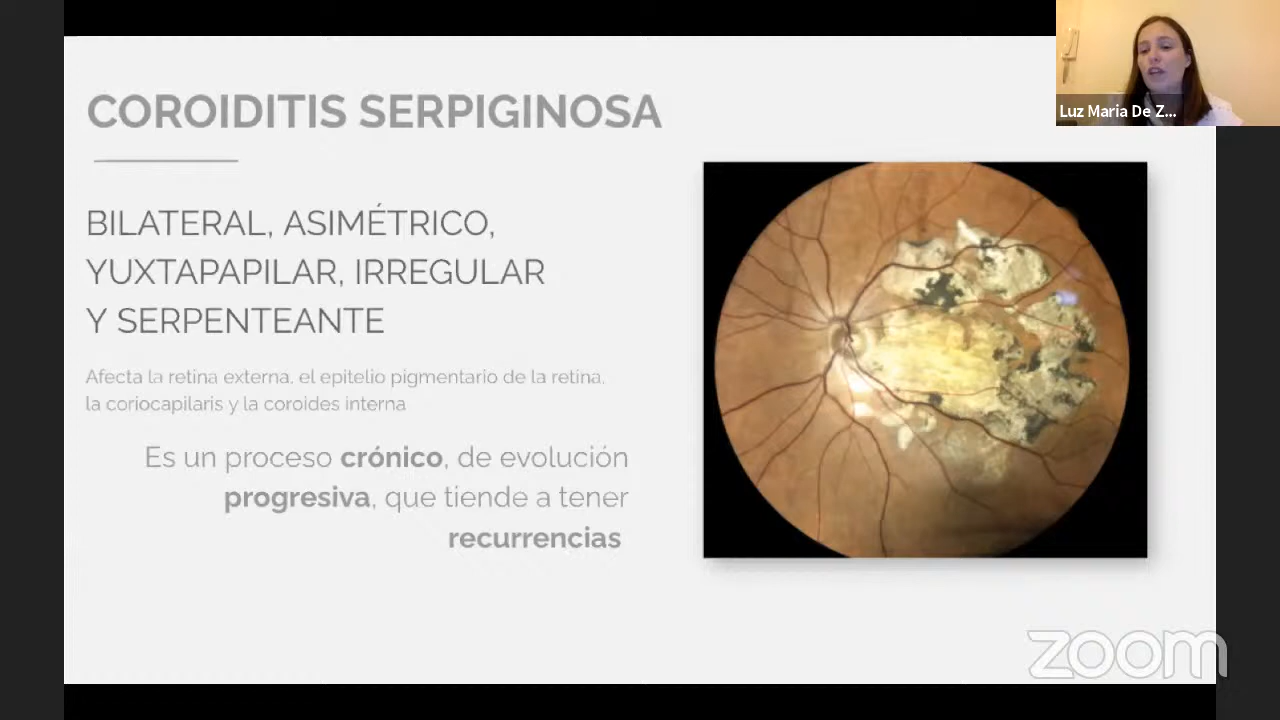 COROIDITIS SERPIGINOSA
BILATERAL, ASIMÉTRICO,
YUXTAPAPILAR, IRREGULAR
Y SERPENTEANTE
Afecta la retina externa, el epitelio pigmentario de la retina,
la coriocapilaris y la coroides interna
Es un proceso crónico, de evolución
progresiva, que tiende a tener
recurrencias
Luz Maria De Z...
zoom